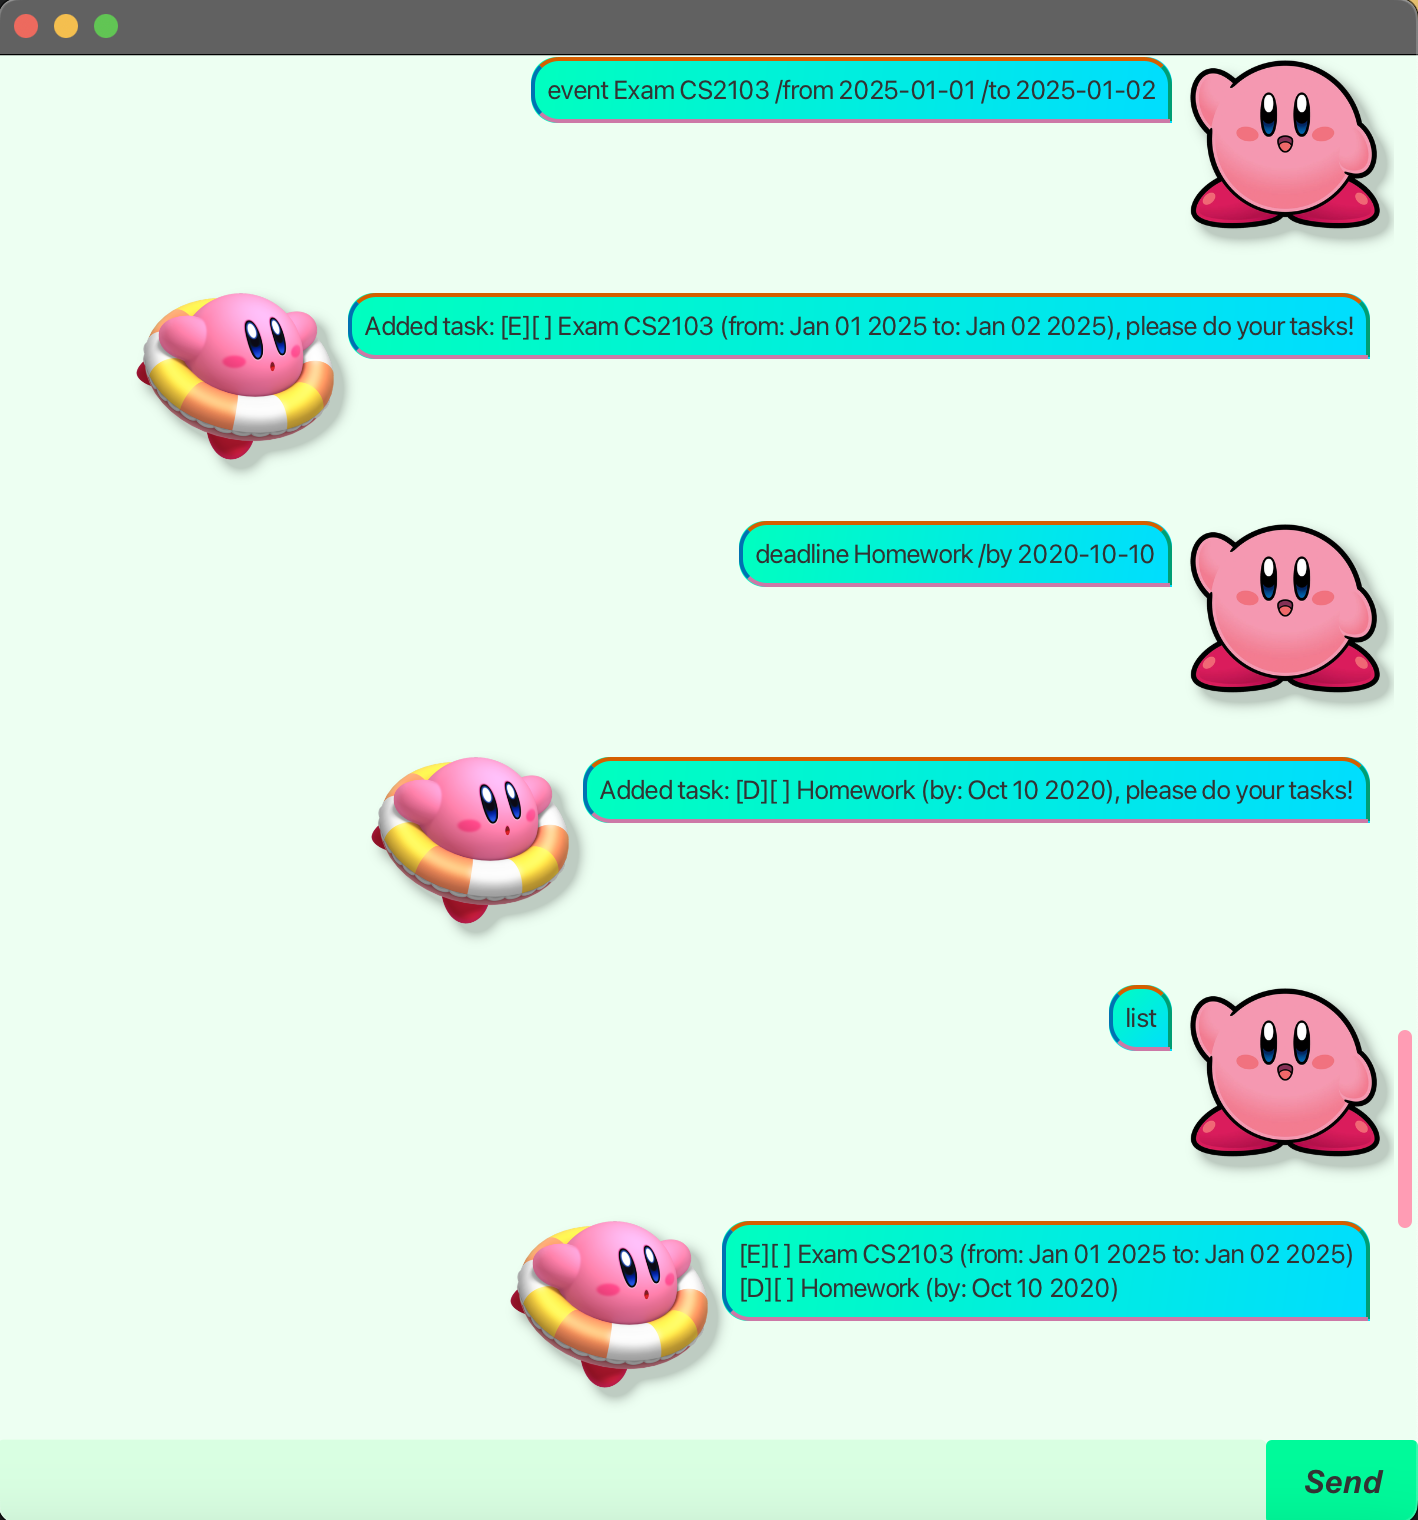 event Exam CS2103 /from 2025-01-01 /to 2025-01-02
Added task: [E][ ] Exam CS2103 (from: Jan 01 2025 to: Jan 02 2025), please do your tasks!
deadline Homework /by 2020-10-10
Added task: [D][ ] Homework (by: Oct 10 2020), please do your tasks!
list
[E][ ] Exam CS2103 (from: Jan 01 2025 to: Jan 02 2025)
[D][ ] Homework (by: Oct 10 2020)
Send